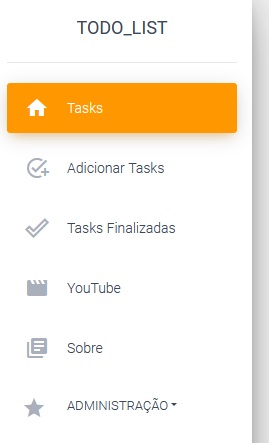 TODO_LIST
Tasks
Adicionar Tasks
Tasks Finalizadas
YouTube
Sobre
ADMINISTRAÇÃO